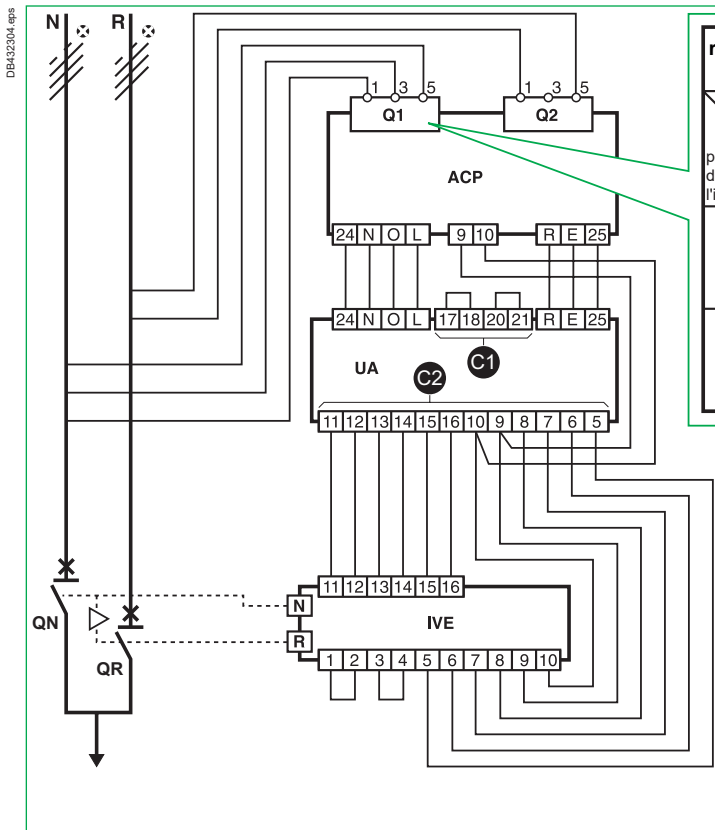 DB432304.eps
N R
r
1 3 5 1 3 5
Q1 Q2
p
d
l'i
ACP
24 N O L 9 10 R E 25
24 N O L 17 18 20 21 R E 25
UA C2 C1
11 12 13 14 15 16 10 9 8 7 6 5
11 12 13 14 15 16
N
IVE
QN
R
QR
1 2 3 4 5 6 7 8 9 10